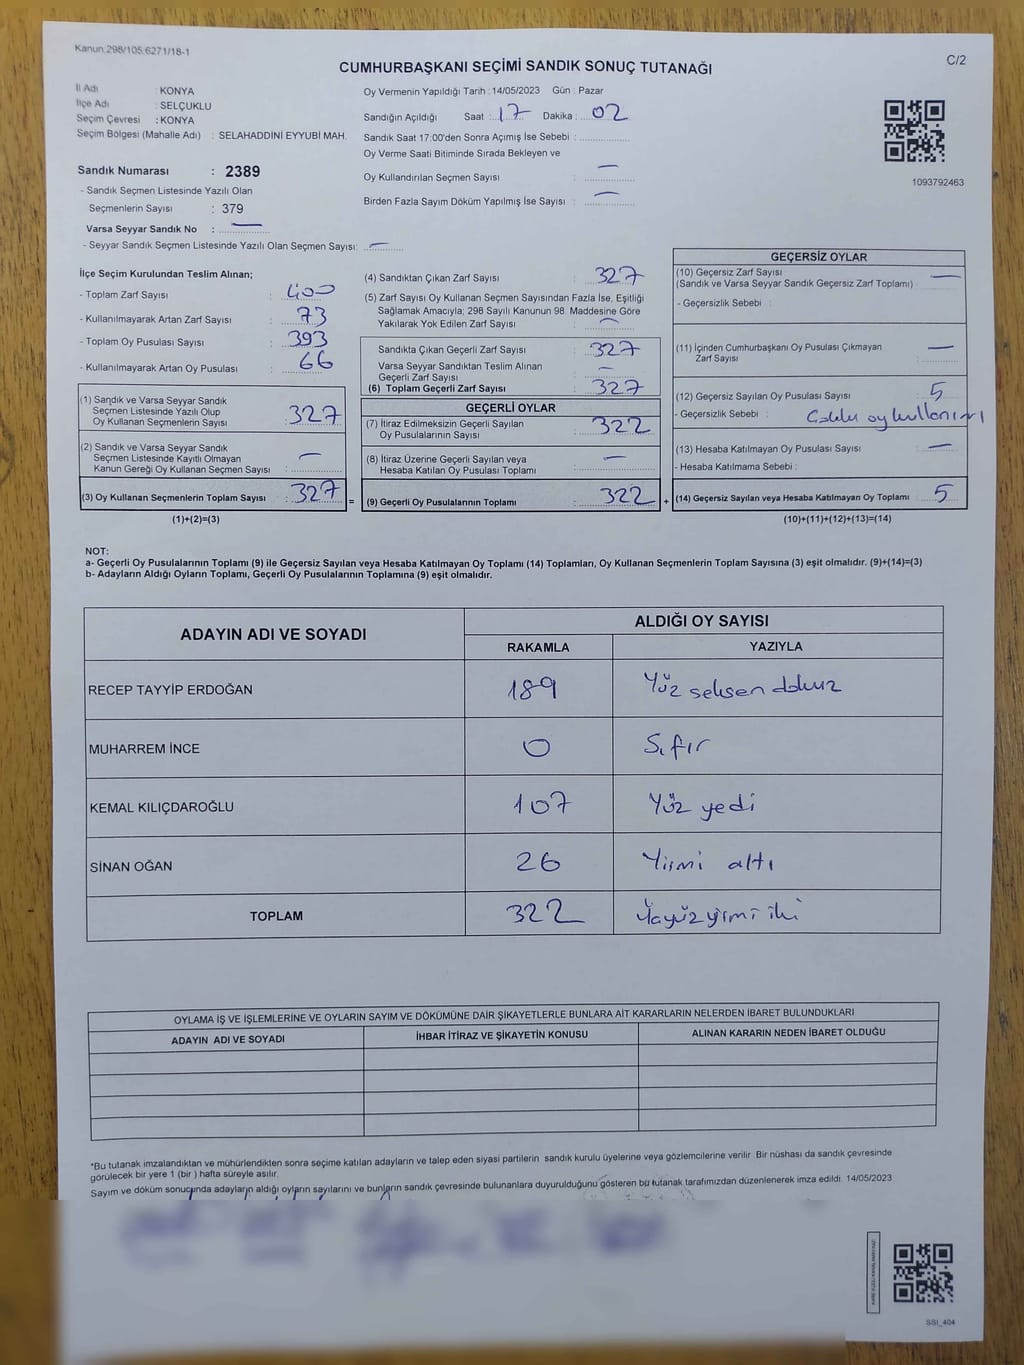 Kanun:298/105,6271/18-1
C/2
CUMHURBAŞKANI SEÇİMİ SANDIK SONUÇ TUTANAĞI
İl Adı : KONYA
İlçe Adı : SELÇUKLU
Seçim Çevresi : KONYA
Seçim Bölgesi (Mahalle Adı) : SELAHADDİNİ EYYUBİ MAH.
Oy Vermenin Yapıldığı Tarih : 14/05/2023 Gün : Pazar
Sandığın Açıldığı Saat : 17 Dakika : 02
Sandık Saat 17:00'den Sonra Açımış İse Sebebi :
Oy Verme Saati Bitiminde Sırada Bekleyen ve
Oy Kullandırılan Seçmen Sayısı : —
Birden Fazla Sayım Döküm Yapılmış İse Sayısı : —
1093792463
Sandık Numarası : 2389
- Sandık Seçmen Listesinde Yazılı Olan
Seçmenlerin Sayısı : 379
Varsa Seyyar Sandık No : —
- Seyyar Sandık Seçmen Listesinde Yazılı Olan Seçmen Sayısı: —
İlçe Seçim Kurulundan Teslim Alınan;
- Toplam Zarf Sayısı : 400
- Kullanılmayarak Artan Zarf Sayısı : 73
- Toplam Oy Pusulası Sayısı : 393
- Kullanılmayarak Artan Oy Pusulası : 66
(1) Sandık ve Varsa Seyyar Sandık
Seçmen Listesinde Yazılı Olup
Oy Kullanan Seçmenlerin Sayısı : 327
(2) Sandık ve Varsa Seyyar Sandık
Seçmen Listesinde Kayıtlı Olmayan
Kanun Gereği Oy Kullanan Seçmen Sayısı : —
(3) Oy Kullanan Seçmenlerin Toplam Sayısı : 327 =
(1)+(2)=(3)
(4) Sandıktan Çıkan Zarf Sayısı : 327
(5) Zarf Sayısı Oy Kullanan Seçmen Sayısından Fazla İse, Eşitliği
Sağlamak Amacıyla; 298 Sayılı Kanunun 98. Maddesine Göre
Yakılarak Yok Edilen Zarf Sayısı : —
Sandıkta Çıkan Geçerli Zarf Sayısı : 327
Varsa Seyyar Sandıktan Teslim Alınan
Geçerli Zarf Sayısı : —
(6) Toplam Geçerli Zarf Sayısı : 327
GEÇERLİ OYLAR
(7) İtiraz Edilmeksizin Geçerli Sayılan
Oy Pusulalarının Sayısı : 322
(8) İtiraz Üzerine Geçerli Sayılan veya
Hesaba Katılan Oy Pusulası Toplamı : —
(9) Geçerli Oy Pusulalarının Toplamı : 322 +
GEÇERSİZ OYLAR
(10) Geçersiz Zarf Sayısı
(Sandık ve Varsa Seyyar Sandık Geçersiz Zarf Toplamı) : —
- Geçersizlik Sebebi :
(11) İçinden Cumhurbaşkanı Oy Pusulası Çıkmayan
Zarf Sayısı : —
(12) Geçersiz Sayılan Oy Pusulası Sayısı : 5
- Geçersizlik Sebebi : oy kullanımı
(13) Hesaba Katılmayan Oy Pusulası Sayısı : —
- Hesaba Katılmama Sebebi :
(14) Geçersiz Sayılan veya Hesaba Katılmayan Oy Toplamı : 5
(10)+(11)+(12)+(13)=(14)
NOT:
a- Geçerli Oy Pusulalarının Toplamı (9) ile Geçersiz Sayılan veya Hesaba Katılmayan Oy Toplamı (14) Toplamları, Oy Kullanan Seçmenlerin Toplam Sayısına (3) eşit olmalıdır. (9)+(14)=(3)
b- Adayların Aldığı Oyların Toplamı, Geçerli Oy Pusulalarının Toplamına (9) eşit olmalıdır.
ADAYIN ADI VE SOYADI
ALDIĞI OY SAYISI
RAKAMLA YAZIYLA
RECEP TAYYİP ERDOĞAN 189 Yüz seksen dokuz
MUHARREM İNCE 0 Sıfır
KEMAL KILIÇDAROĞLU 107 Yüz yedi
SİNAN OĞAN 26 Yirmi altı
TOPLAM 322 Üçyüz yirmi iki
OYLAMA İŞ VE İŞLEMLERİNE VE OYLARIN SAYIM VE DÖKÜMÜNE DAİR ŞİKAYETLERLE BUNLARA AİT KARARLARIN NELERDEN İBARET BULUNDUKLARI
ADAYIN ADI VE SOYADI İHBAR İTİRAZ VE ŞİKAYETİN KONUSU ALINAN KARARIN NEDEN İBARET OLDUĞU
*Bu tutanak imzalandıktan ve mühürlendikten sonra seçime katılan adayların ve talep eden siyasi partilerin sandık kurulu üyelerine veya gözlemcilerine verilir. Bir nüshası da sandık çevresinde
görülecek bir yere 1 (bir) hafta süreyle asılır.
Sayım ve döküm sonucunda adayların aldığı oyların sayılarını ve bunların sandık çevresinde bulunanlara duyurulduğunu gösteren bu tutanak tarafımızdan düzenlenerek imza edildi. 14/05/2023
SSI_404